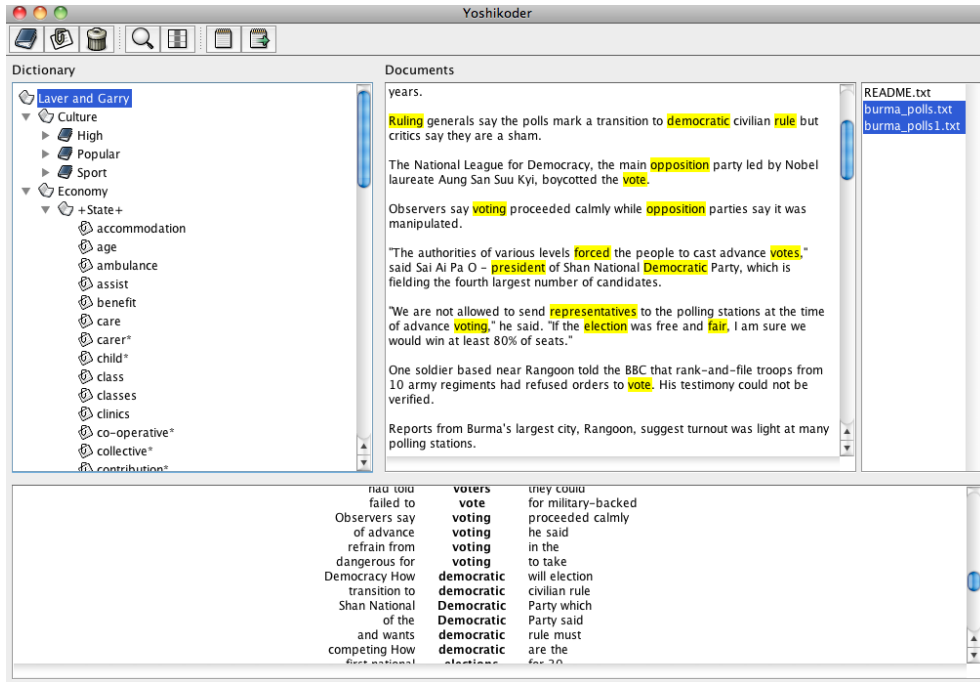 Yoshikoder
Dictionary
Documents
Laver and Garry
Culture
High
Popular
Sport
Economy
+State+
accommodation
age
ambulance
assist
benefit
care
carer*
child*
class
classes
clinics
co-operative*
collective*
contribution*
years.
Ruling generals say the polls mark a transition to democratic civilian rule but
critics say they are a sham.
The National League for Democracy, the main opposition party led by Nobel
laureate Aung San Suu Kyi, boycotted the vote.
Observers say voting proceeded calmly while opposition parties say it was
manipulated.
"The authorities of various levels forced the people to cast advance votes,"
said Sai Ai Pa O - president of Shan National Democratic Party, which is
fielding the fourth largest number of candidates.
"We are not allowed to send representatives to the polling stations at the time
of advance voting," he said. "If the election was free and fair, I am sure we
would win at least 80% of seats."
One soldier based near Rangoon told the BBC that rank-and-file troops from
10 army regiments had refused orders to vote. His testimony could not be
verified.
Reports from Burma's largest city, Rangoon, suggest turnout was light at many
polling stations.
README.txt
burma_polls.txt
burma_polls1.txt
had told voters they could
failed to vote for military-backed
Observers say voting proceeded calmly
of advance voting he said
refrain from voting in the
dangerous for voting to take
Democracy How democratic will election
transition to democratic civilian rule
Shan National Democratic Party which
of the Democratic Party said
and wants democratic rule must
competing How democratic are the
first national elections for 20